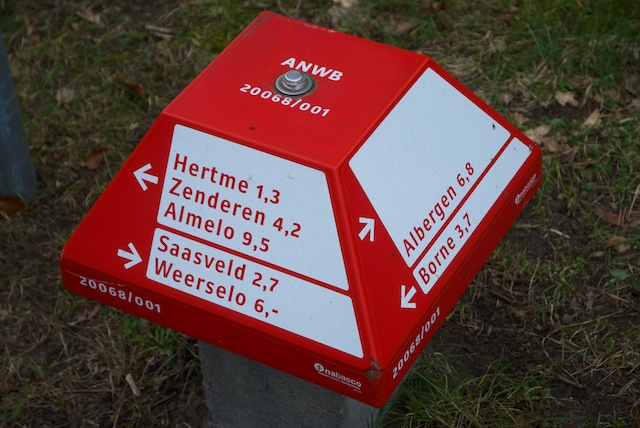 ANWB
20068/001
Hertme 1,3
Zenderen 4,2
Almelo 9,5
Saasveld 2,7
Weerselo 6,-
20068/001
nabasco
Albergen 6,8
Borne 3,7
20068/001
nabasco